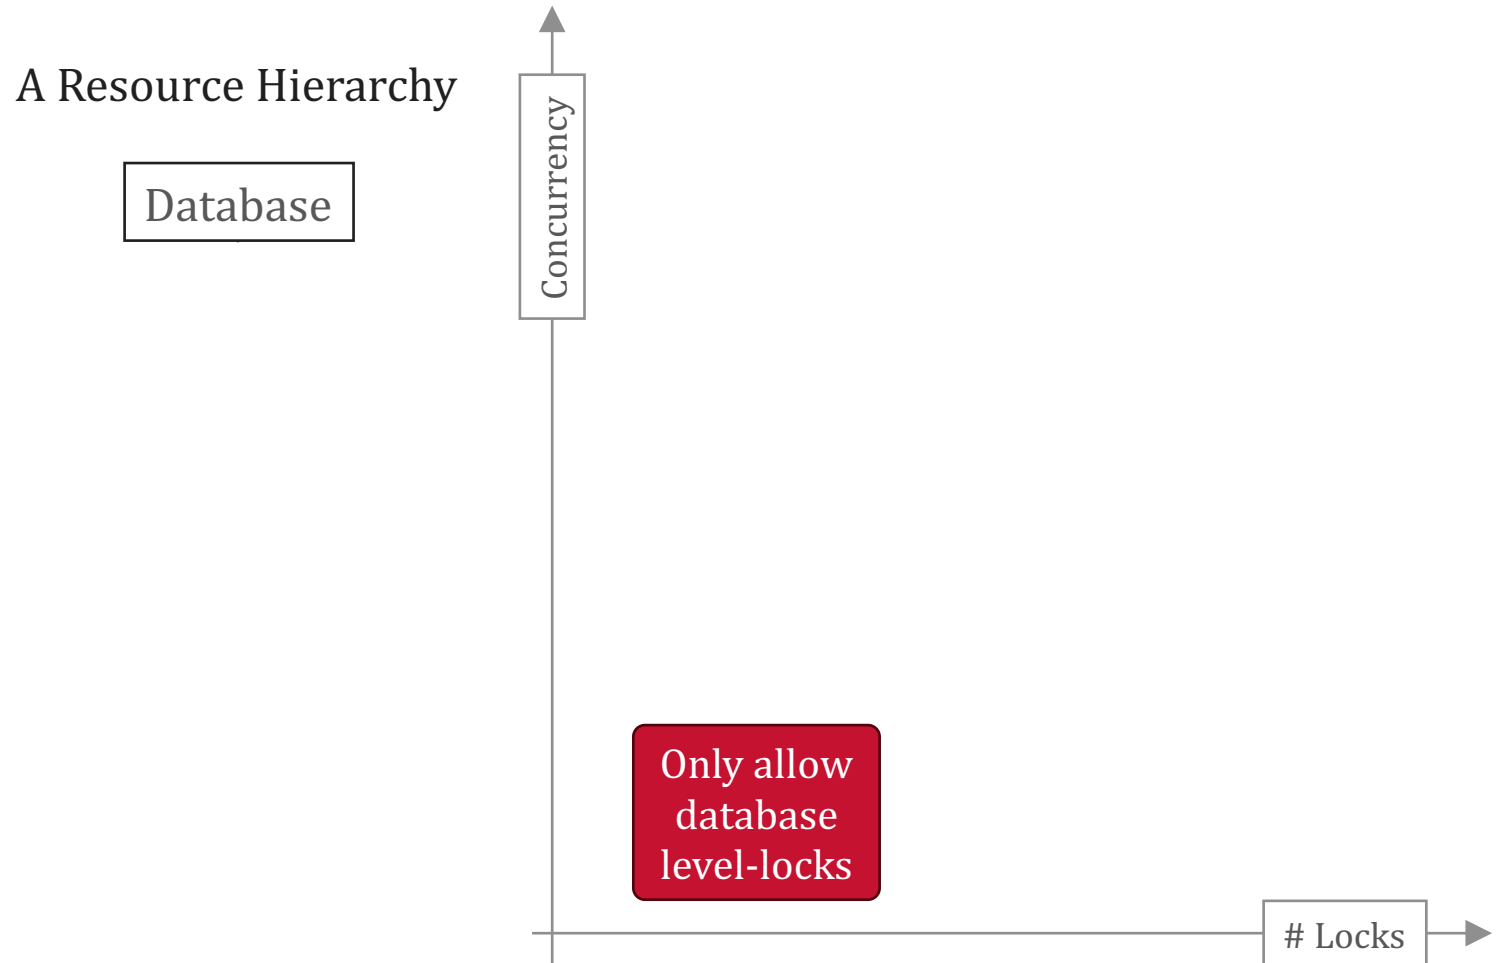 A Resource Hierarchy
Database
Concurrency
Only allow
database
level-locks
# Locks